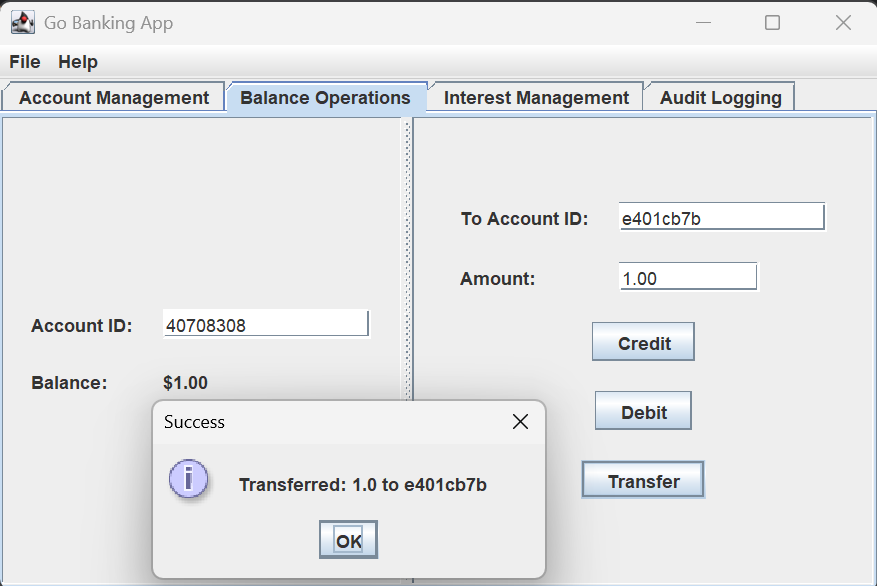 Go Banking App
File Help
Account Management Balance Operations Interest Management Audit Logging
To Account ID: e401cb7b
Amount: 1.00
Account ID: 40708308
Credit
Balance: $1.00
Debit
Success
Transferred: 1.0 to e401cb7b
Transfer
OK